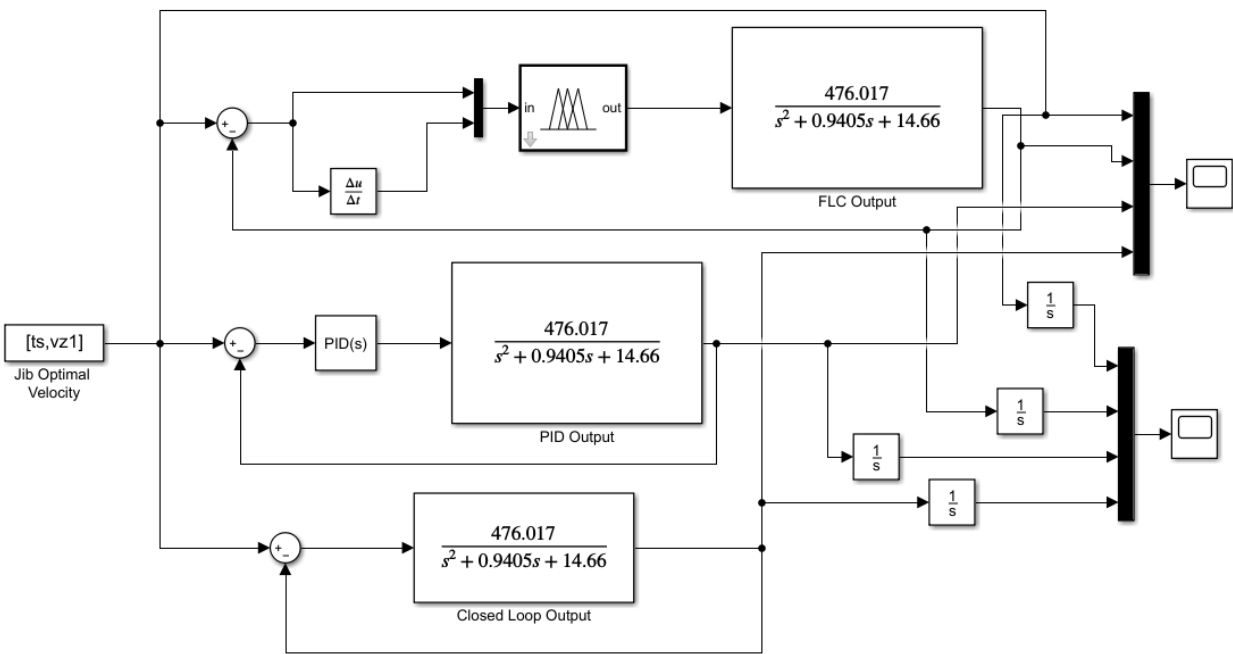 +
−
Δu
Δt
in
out
476.017
s² + 0.9405s + 14.66
FLC Output
[ts,vz1]
Jib Optimal
Velocity
+
−
PID(s)
476.017
s² + 0.9405s + 14.66
PID Output
1
s
1
s
1
s
1
s
+
−
476.017
s² + 0.9405s + 14.66
Closed Loop Output